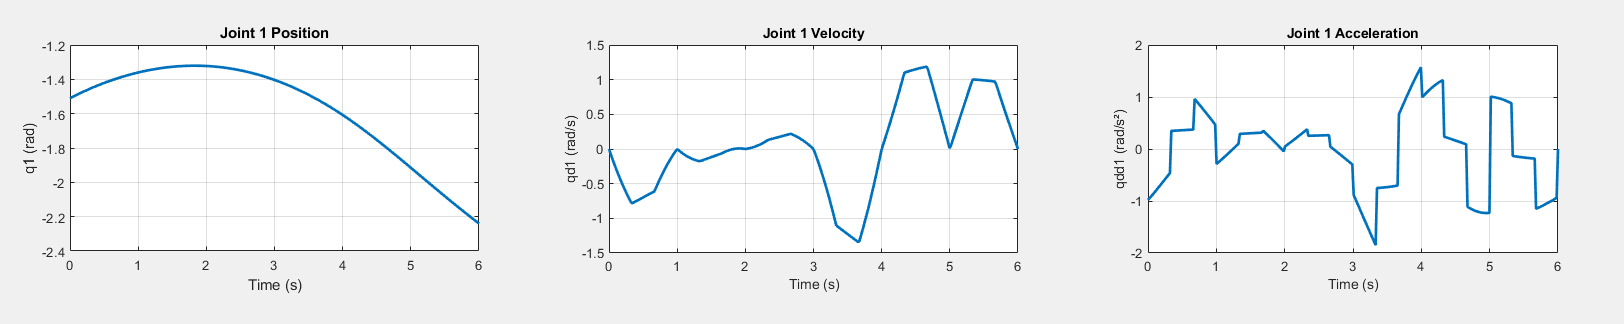 Joint 1 Position
q1 (rad)
-1.2
-1.4
-1.6
-1.8
-2
-2.2
-2.4
0 1 2 3 4 5 6
Time (s)
Joint 1 Velocity
qd1 (rad/s)
1.5
1
0.5
0
-0.5
-1
-1.5
0 1 2 3 4 5 6
Time (s)
Joint 1 Acceleration
qdd1 (rad/s²)
2
1
0
-1
-2
0 1 2 3 4 5 6
Time (s)